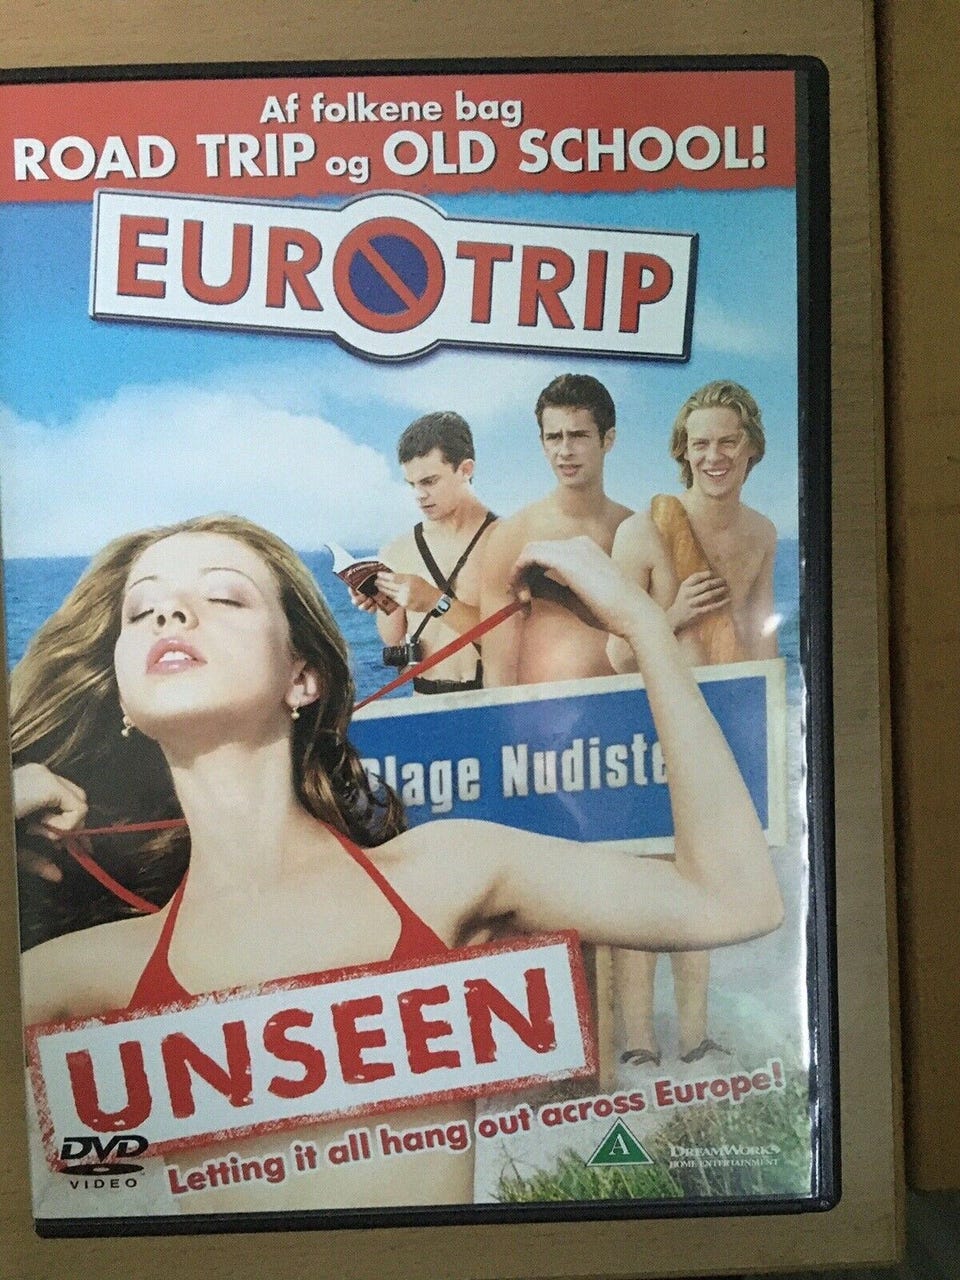 Af folkene bag
ROAD TRIP og OLD SCHOOL!
EUROTRIP
Plage Nudiste
UNSEEN
Letting it all hang out across Europe!
DVD
VIDEO
A
DREAMWORKS
HOME ENTERTAINMENT